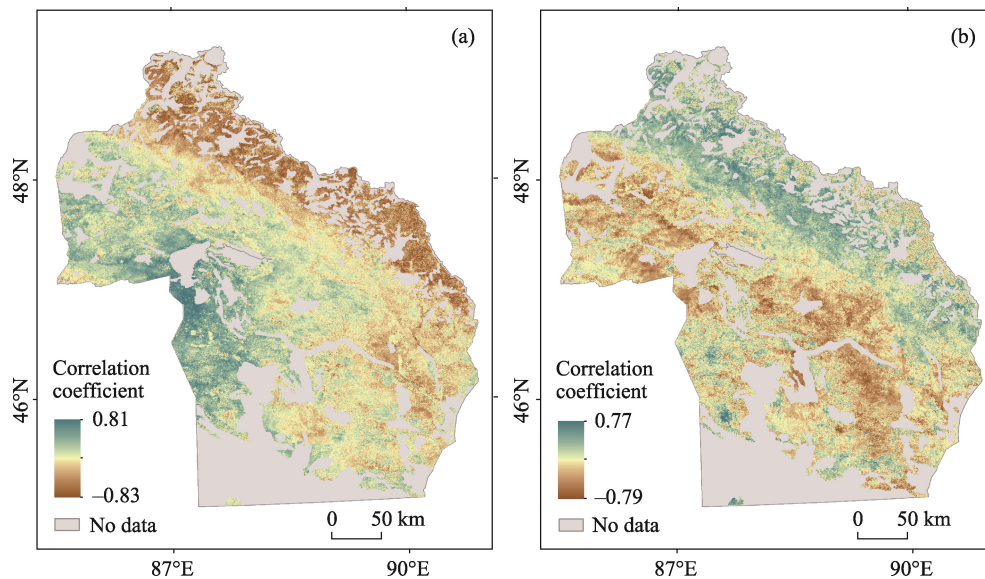 (a)
48°N
46°N
Correlation
coefficient
0.81
–0.83
No data
0 50 km
87°E 90°E
(b)
48°N
46°N
Correlation
coefficient
0.77
–0.79
No data
0 50 km
87°E 90°E